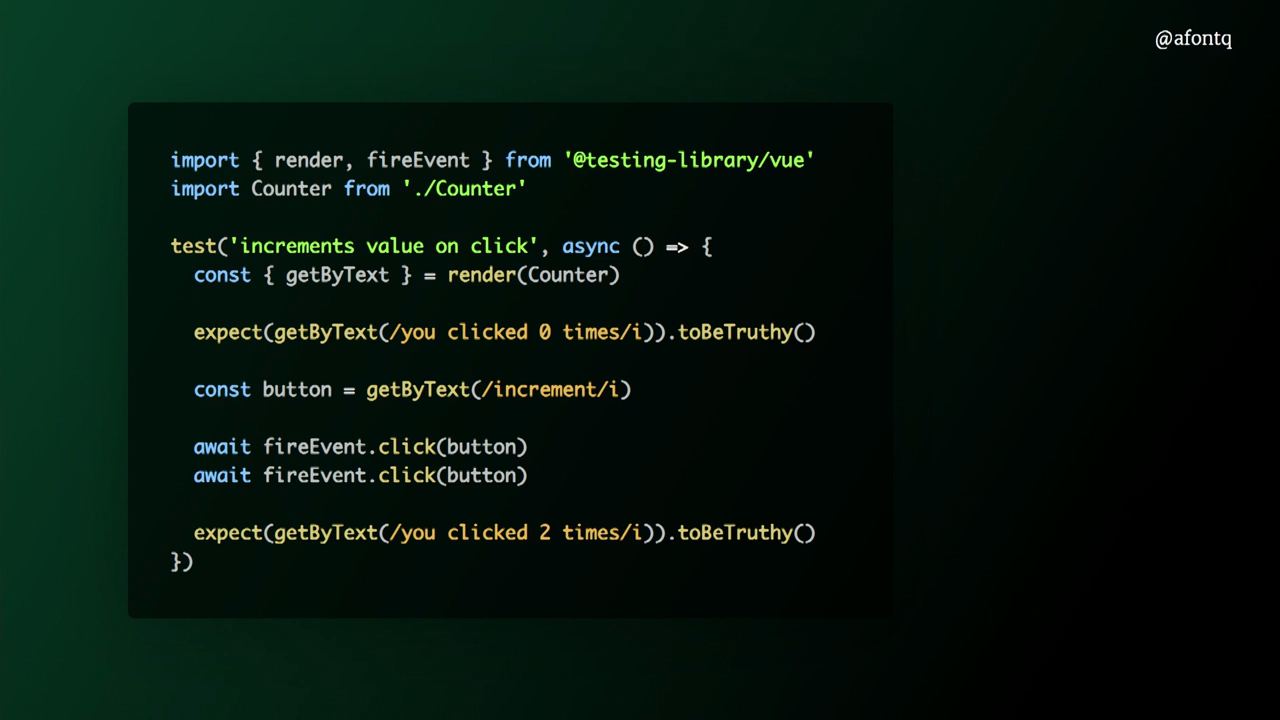 @afontq
import { render, fireEvent } from '@testing-library/vue'
import Counter from './Counter'
test('increments value on click', async () => {
  const { getByText } = render(Counter)
  expect(getByText(/you clicked 0 times/i)).toBeTruthy()
  const button = getByText(/increment/i)
  await fireEvent.click(button)
  await fireEvent.click(button)
  expect(getByText(/you clicked 2 times/i)).toBeTruthy()
})